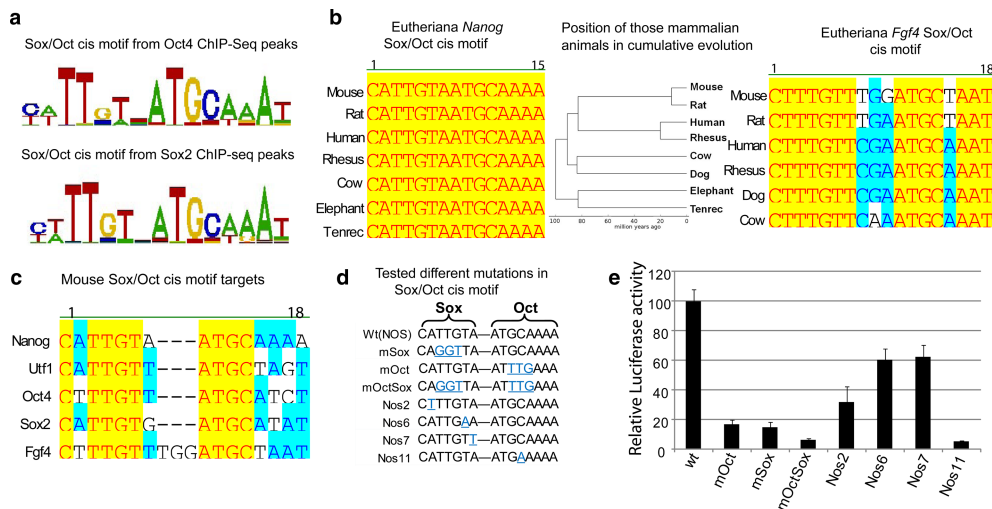 a
Sox/Oct cis motif from Oct4 ChIP-Seq peaks
Sox/Oct cis motif from Sox2 ChIP-seq peaks
b
Eutheriana Nanog
Sox/Oct cis motif
1 15
Mouse CATTGTAATGCAAAA
Rat CATTGTAATGCAAAA
Human CATTGTAATGCAAAA
Rhesus CATTGTAATGCAAAA
Cow CATTGTAATGCAAAA
Elephant CATTGTAATGCAAAA
Tenrec CATTGTAATGCAAAA
Position of those mammalian
animals in cumulative evolution
Mouse
Rat
Human
Rhesus
Cow
Dog
Elephant
Tenrec
100 80 60 40 20 0
million years ago
Eutheriana Fgf4 Sox/Oct
cis motif
1 18
Mouse CTTTGTTTGGATGCTAAT
Rat CTTTGTTTGAATGCTAAT
Human CTTTGTTCGAATGCAAAT
Rhesus CTTTGTTCGAATGCAAAT
Dog CTTTGTTCGAATGCAAAT
Cow CTTTGTTCAAATGCAAAT
c
Mouse Sox/Oct cis motif targets
1 18
Nanog CATTGTA---ATGCAAAA
Utf1 CATTGTT---ATGCTAGT
Oct4 CTTTGTT---ATGCATCT
Sox2 CATTGTG---ATGCATAT
Fgf4 CTTTGTTTGGATGCTAAT
d
Tested different mutations in
Sox/Oct cis motif
Sox Oct
Wt(NOS) CATTGTA—ATGCAAAA
mSox CAGGTTA—ATGCAAAA
mOct CATTGTA—ATTTGAAA
mOctSox CAGGTTA—ATTTGAAA
Nos2 CTTTGTA—ATGCAAAA
Nos6 CATTGAA—ATGCAAAA
Nos7 CATTGTT—ATGCAAAA
Nos11 CATTGTA—ATGAAAAA
e
Relative Luciferase activity
120
100
80
60
40
20
0
wt
mOct
mSox
mOctSox
Nos2
Nos6
Nos7
Nos11